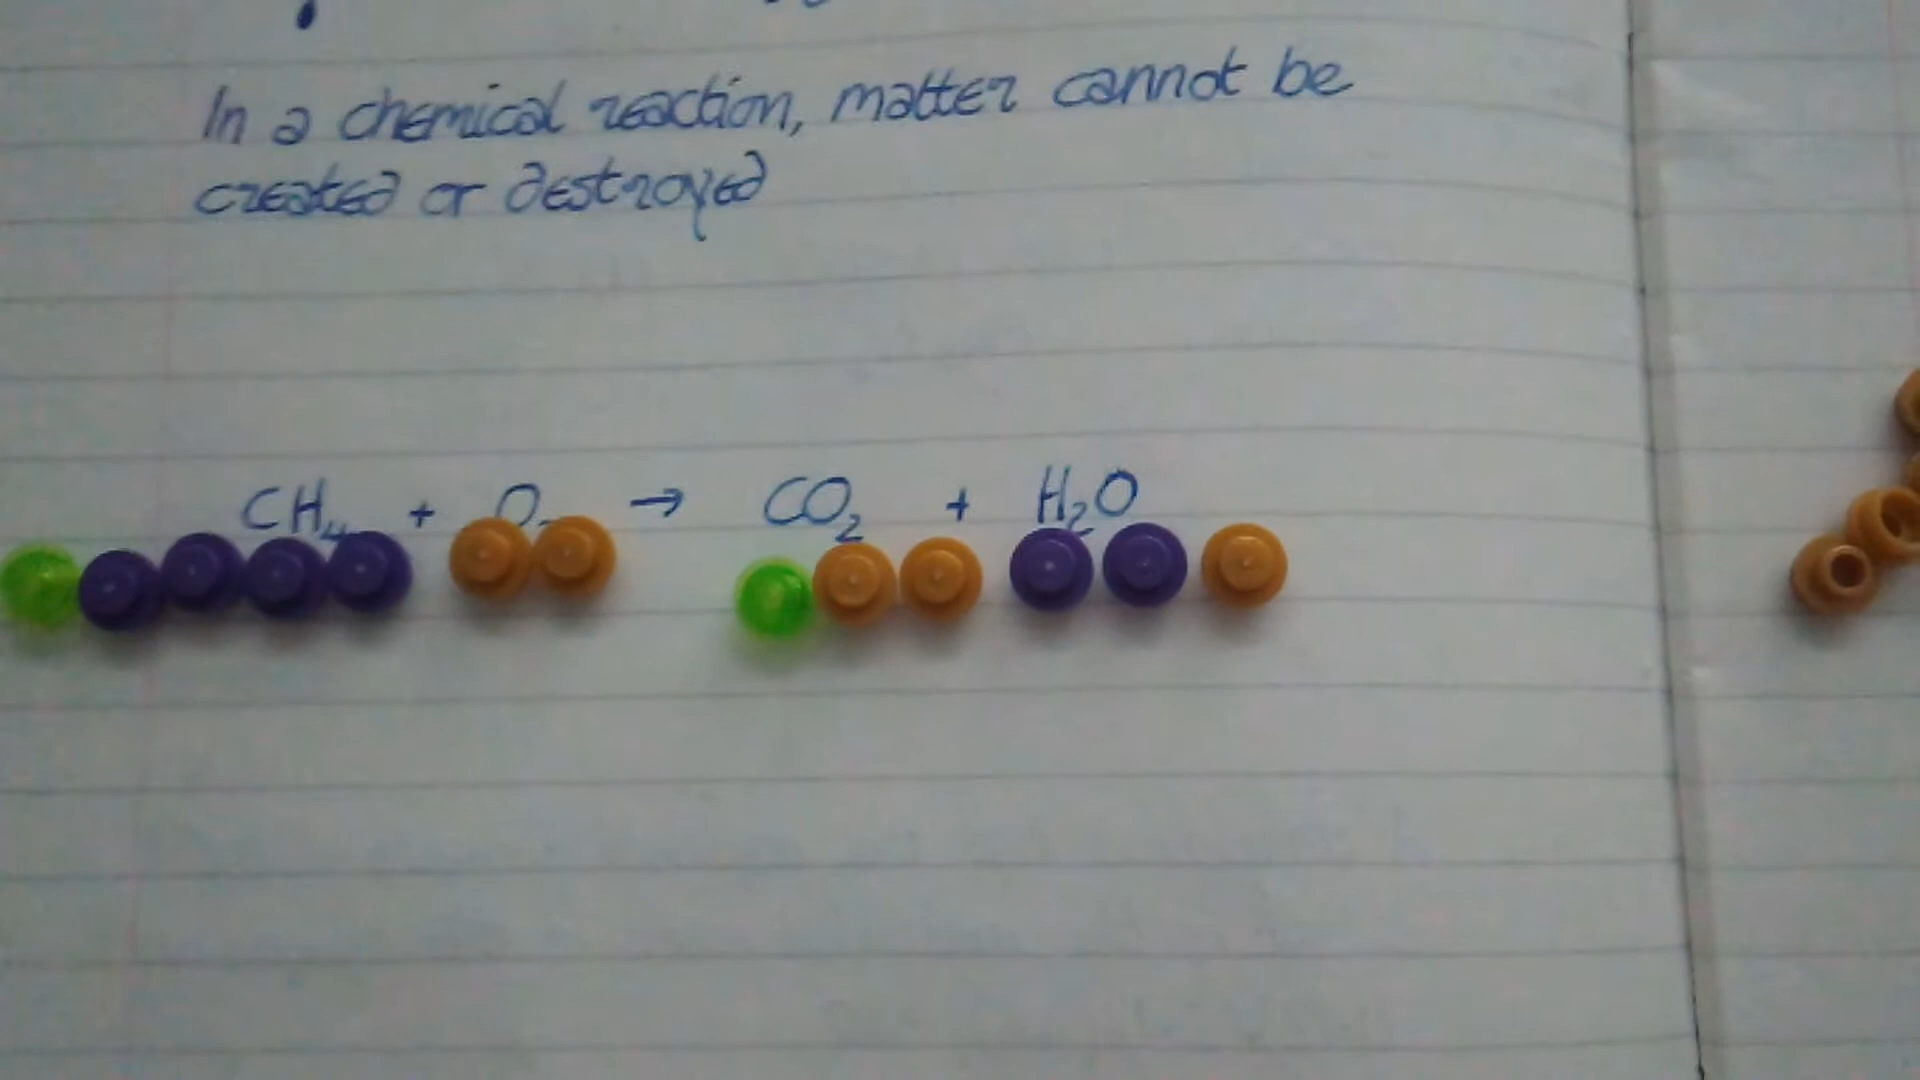 In a chemical reaction, matter cannot be
created or destroyed
CH₄ + O₂ → CO₂ + H₂O